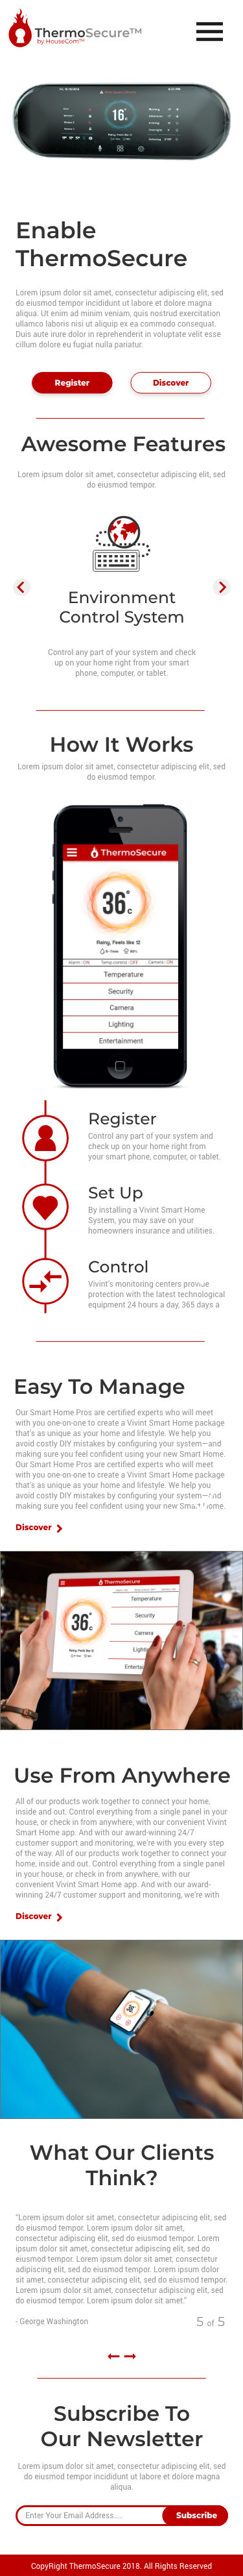 ThermoSecure™
by HouseCom™
16
Enable
ThermoSecure
Lorem ipsum dolor sit amet, consectetur adipiscing elit, sed
do eiusmod tempor incididunt ut labore et dolore magna
aliqua. Ut enim ad minim veniam, quis nostrud exercitation
ullamco laboris nisi ut aliquip ex ea commodo consequat.
Duis aute irure dolor in reprehenderit in voluptate velit esse
cillum dolore eu fugiat nulla pariatur.
Register Discover
Awesome Features
Lorem ipsum dolor sit amet, consectetur adipiscing elit, sed
do eiusmod tempor.
Environment
Control System
Control any part of your system and check
up on your home right from your smart
phone, computer, or tablet.
How It Works
Lorem ipsum dolor sit amet, consectetur adipiscing elit, sed
do eiusmod tempor.
ThermoSecure
36°
C
Rainy, Feels like 12
Alarm : ON Temp control : OFF Camera : ON
Temperature
Security
Camera
Lighting
Entertainment
Register
Control any part of your system and
check up on your home right from
your smart phone, computer, or tablet.
Set Up
By installing a Vivint Smart Home
System, you may save on your
homeowners insurance and utilities.
Control
Vivint's monitoring centers provide
protection with the latest technological
equipment 24 hours a day, 365 days a
Easy To Manage
Our Smart Home Pros are certified experts who will meet
with you one-on-one to create a Vivint Smart Home package
that's as unique as your home and lifestyle. We help you
avoid costly DIY mistakes by configuring your system—and
making sure you feel confident using your new Smart Home.
Our Smart Home Pros are certified experts who will meet
with you one-on-one to create a Vivint Smart Home package
that's as unique as your home and lifestyle. We help you
avoid costly DIY mistakes by configuring your system—and
making sure you feel confident using your new Smart Home.
Discover
ThermoSecure
36°
C
Temperature
Security
Camera
Lighting
Use From Anywhere
All of our products work together to connect your home,
inside and out. Control everything from a single panel in your
house, or check in from anywhere, with our convenient Vivint
Smart Home app. And with our award-winning 24/7
customer support and monitoring, we're with you every step
of the way. All of our products work together to connect your
home, inside and out. Control everything from a single panel
in your house, or check in from anywhere, with our
convenient Vivint Smart Home app. And with our award-
winning 24/7 customer support and monitoring, we're with
Discover
36°
What Our Clients
Think?
"Lorem ipsum dolor sit amet, consectetur adipiscing elit, sed
do eiusmod tempor. Lorem ipsum dolor sit amet,
consectetur adipiscing elit, sed do eiusmod tempor. Lorem
ipsum dolor sit amet, consectetur adipiscing elit, sed do
eiusmod tempor. Lorem ipsum dolor sit amet, consectetur
adipiscing elit, sed do eiusmod tempor. Lorem ipsum dolor
sit amet, consectetur adipiscing elit, sed do eiusmod tempor.
Lorem ipsum dolor sit amet, consectetur adipiscing elit, sed
do eiusmod tempor. Lorem ipsum dolor sit amet."
- George Washington
5 of 5
Subscribe To
Our Newsletter
Lorem ipsum dolor sit amet, consectetur adipiscing elit, sed
do eiusmod tempor incididunt ut labore et dolore magna
aliqua.
Enter Your Email Address..... Subscribe
CopyRight ThermoSecure 2018. All Rights Reserved